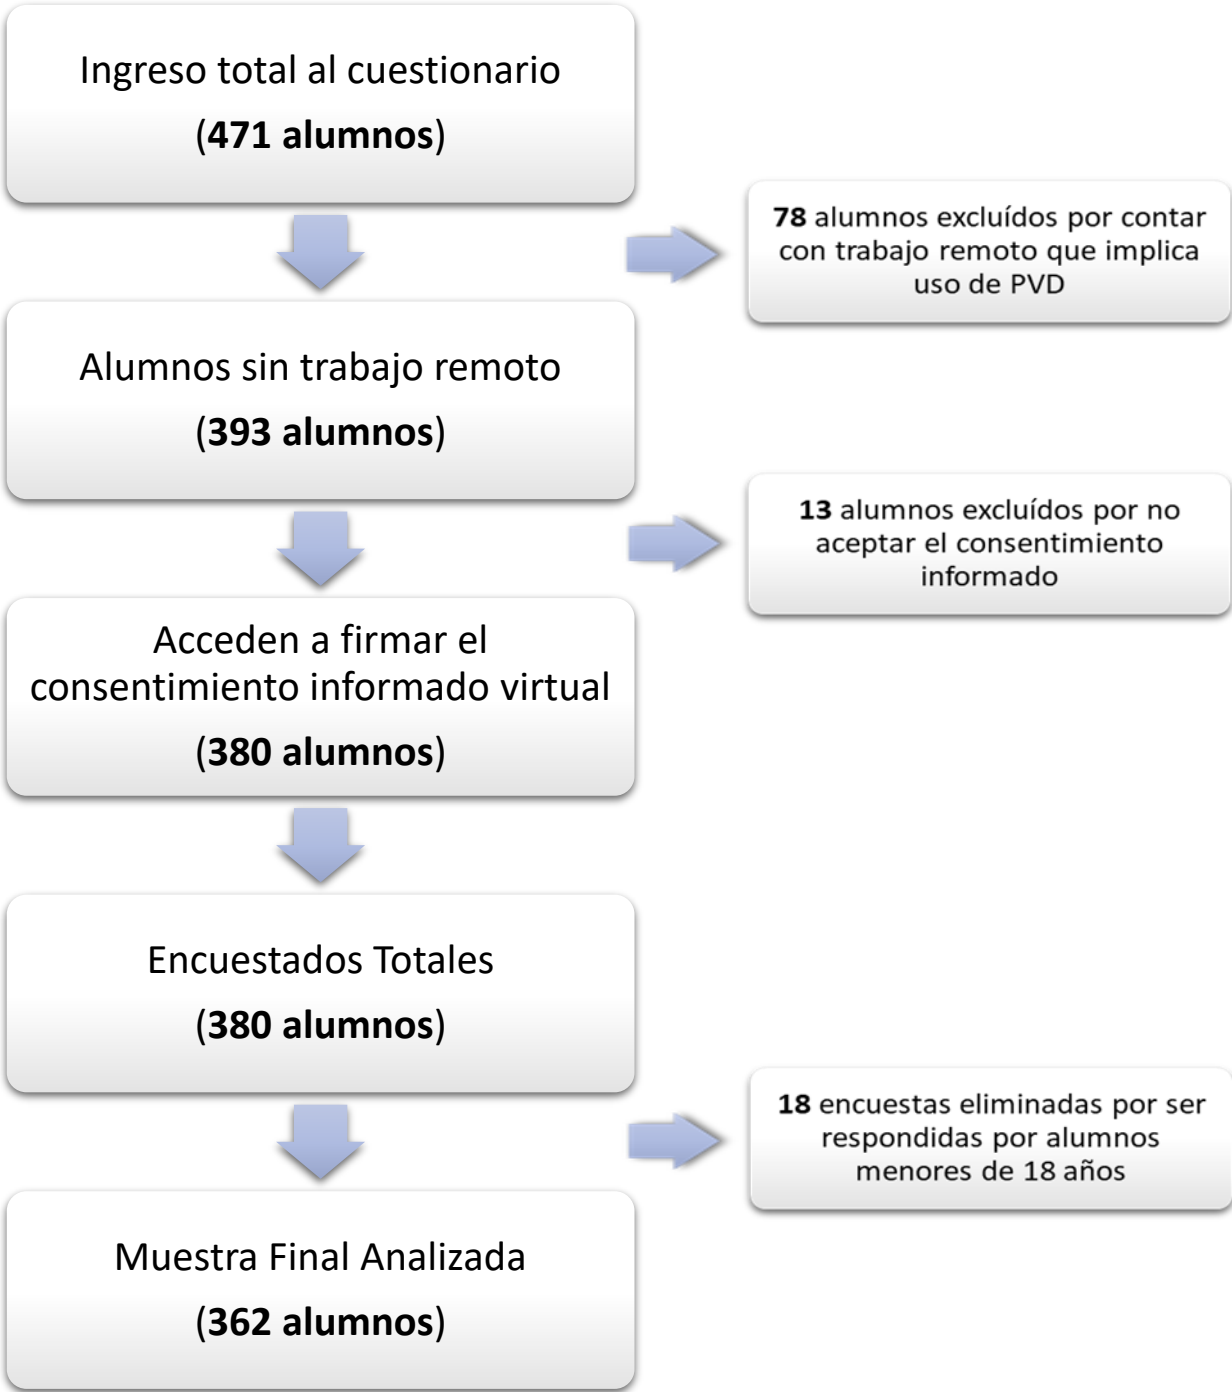 Ingreso total al cuestionario
(471 alumnos)
78 alumnos excluídos por contar
con trabajo remoto que implica
uso de PVD
Alumnos sin trabajo remoto
(393 alumnos)
13 alumnos excluídos por no
aceptar el consentimiento
informado
Acceden a firmar el
consentimiento informado virtual
(380 alumnos)
Encuestados Totales
(380 alumnos)
18 encuestas eliminadas por ser
respondidas por alumnos
menores de 18 años
Muestra Final Analizada
(362 alumnos)